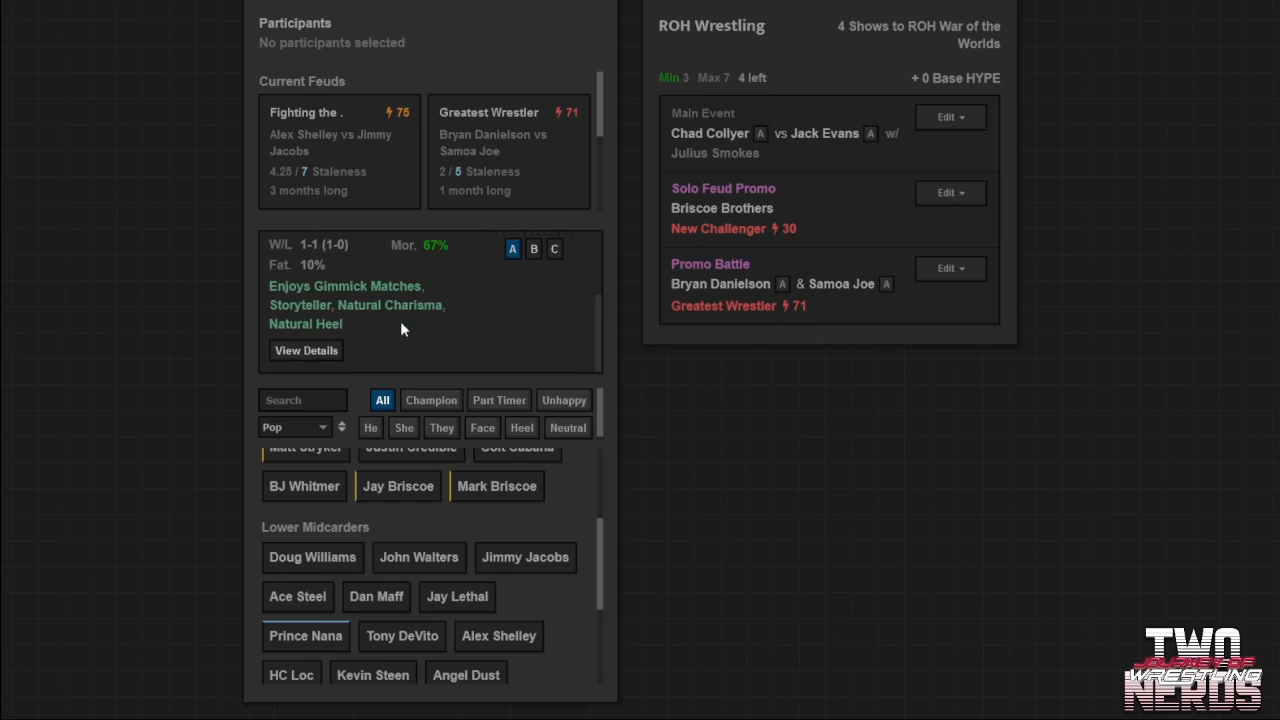 Participants
No participants selected
Current Feuds
Fighting the .
75
Alex Shelley vs Jimmy
Jacobs
4.25 / 7 Staleness
3 months long
Greatest Wrestler
71
Bryan Danielson vs
Samoa Joe
2 / 5 Staleness
1 month long
W/L 1-1 (1-0)
Mor. 67%
A B C
Fat. 10%
Enjoys Gimmick Matches,
Storyteller, Natural Charisma,
Natural Heel
View Details
Search
All Champion Part Timer Unhappy
Pop
He She They Face Heel Neutral
Matt Stryker Justin Credible Colt Cabana
BJ Whitmer Jay Briscoe Mark Briscoe
Lower Midcarders
Doug Williams John Walters Jimmy Jacobs
Ace Steel Dan Maff Jay Lethal
Prince Nana Tony DeVito Alex Shelley
HC Loc Kevin Steen Angel Dust
ROH Wrestling
4 Shows to ROH War of the
Worlds
Min 3 Max 7 4 left
+ 0 Base HYPE
Main Event
Chad Collyer A vs Jack Evans A w/
Julius Smokes
Edit
Solo Feud Promo
Briscoe Brothers
New Challenger 30
Edit
Promo Battle
Bryan Danielson A & Samoa Joe A
Greatest Wrestler 71
Edit
TWO
JOURNEY OF
WRESTLING
NERDS